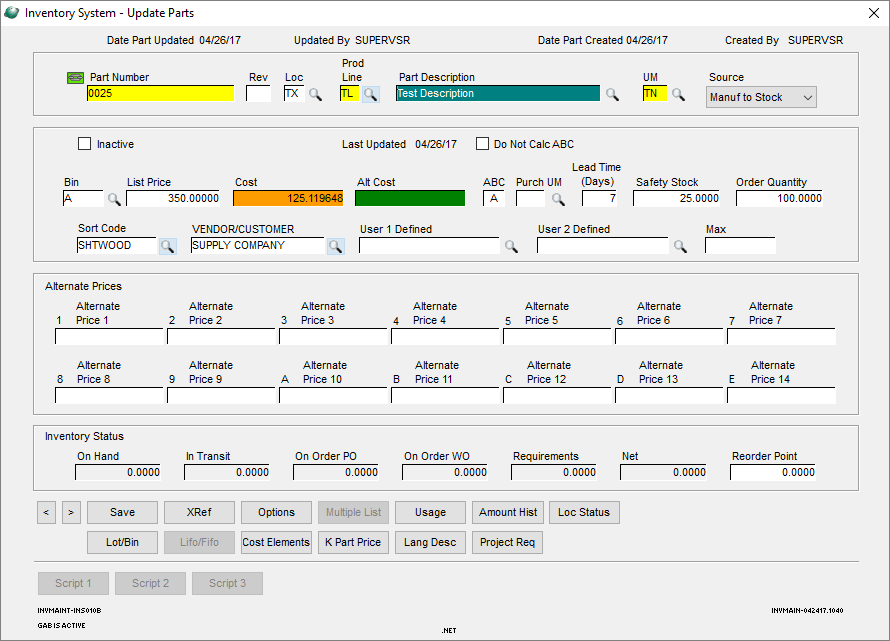 Inventory System - Update Parts
Date Part Updated 04/26/17 Updated By SUPERVSR Date Part Created 04/26/17 Created By SUPERVSR
Part Number Rev Loc Prod Line Part Description UM Source
0025 TX TL Test Description TN Manuf to Stock
Inactive Last Updated 04/26/17 Do Not Calc ABC
Bin List Price Cost Alt Cost ABC Purch UM Lead Time (Days) Safety Stock Order Quantity
A 350.00000 125.119648 A 7 25.0000 100.0000
Sort Code VENDOR/CUSTOMER User 1 Defined User 2 Defined Max
SHTWOOD SUPPLY COMPANY
Alternate Prices
1 Alternate Price 1 2 Alternate Price 2 3 Alternate Price 3 4 Alternate Price 4 5 Alternate Price 5 6 Alternate Price 6 7 Alternate Price 7
8 Alternate Price 8 9 Alternate Price 9 A Alternate Price 10 B Alternate Price 11 C Alternate Price 12 D Alternate Price 13 E Alternate Price 14
Inventory Status
On Hand In Transit On Order PO On Order WO Requirements Net Reorder Point
0.0000 0.0000 0.0000 0.0000 0.0000 0.0000 0.0000
< > Save XRef Options Multiple List Usage Amount Hist Loc Status
Lot/Bin Lifo/Fifo Cost Elements K Part Price Lang Desc Project Req
Script 1 Script 2 Script 3
INVMAINT-INS010B INVMAIN-042417.1040
GAB IS ACTIVE
.NET